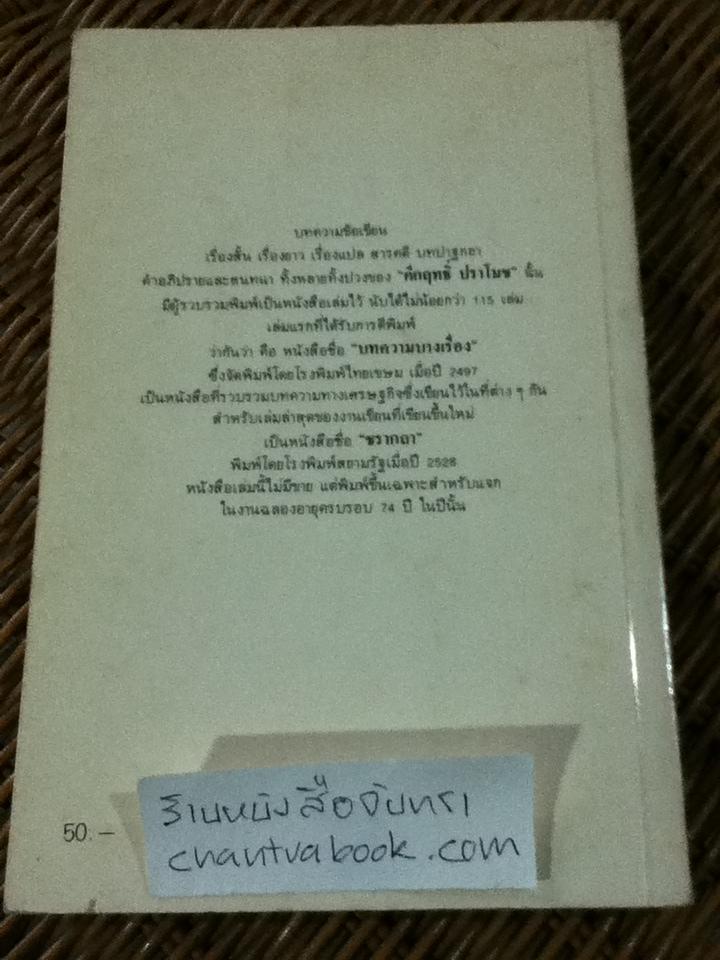 บทความข้อเขียน
เรื่องสั้น เรื่องยาว เรื่องแปล สารคดี บทปาฐกถา
คำอภิปรายและสนทนา ทั้งหลายทั้งปวงของ "คึกฤทธิ์ ปราโมช" นั้น
มีผู้รวบรวมพิมพ์เป็นหนังสือเล่มไว้ นับได้ไม่น้อยกว่า 115 เล่ม
เล่มแรกที่ได้รับการตีพิมพ์
ว่ากันว่า คือ หนังสือชื่อ "บทความบางเรื่อง"
ซึ่งจัดพิมพ์โดยโรงพิมพ์ไทยเขษม เมื่อปี 2497
เป็นหนังสือที่รวบรวมบทความทางเศรษฐกิจซึ่งเขียนไว้ในที่ต่าง ๆ กัน
สำหรับเล่มล่าสุดของงานเขียนที่เขียนขึ้นใหม่
เป็นหนังสือชื่อ "ชรากถา"
พิมพ์โดยโรงพิมพ์สยามรัฐเมื่อปี 2528
หนังสือเล่มนี้ไม่มีขาย แต่พิมพ์ขึ้นเฉพาะสำหรับแจก
ในงานฉลองอายุครบรอบ 74 ปี ในปีนั้น
50.—
ร้านหนังสือจันทรา
chantrabook.com